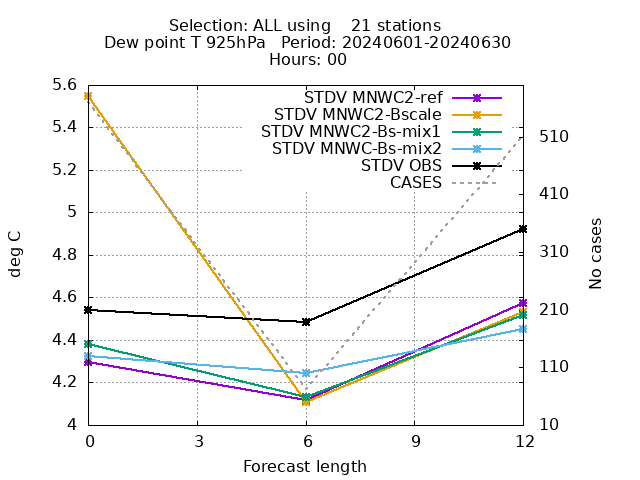 Selection: ALL using    21 stations
Dew point T 925hPa   Period: 20240601-20240630
Hours: 00
STDV MNWC2-ref
STDV MNWC2-Bscale
STDV MNWC2-Bs-mix1
STDV MNWC-Bs-mix2
STDV OBS
CASES
5.6
5.4
5.2
5
4.8
4.6
4.4
4.2
4
deg C
510
410
310
210
110
10
No cases
0 3 6 9 12
Forecast length